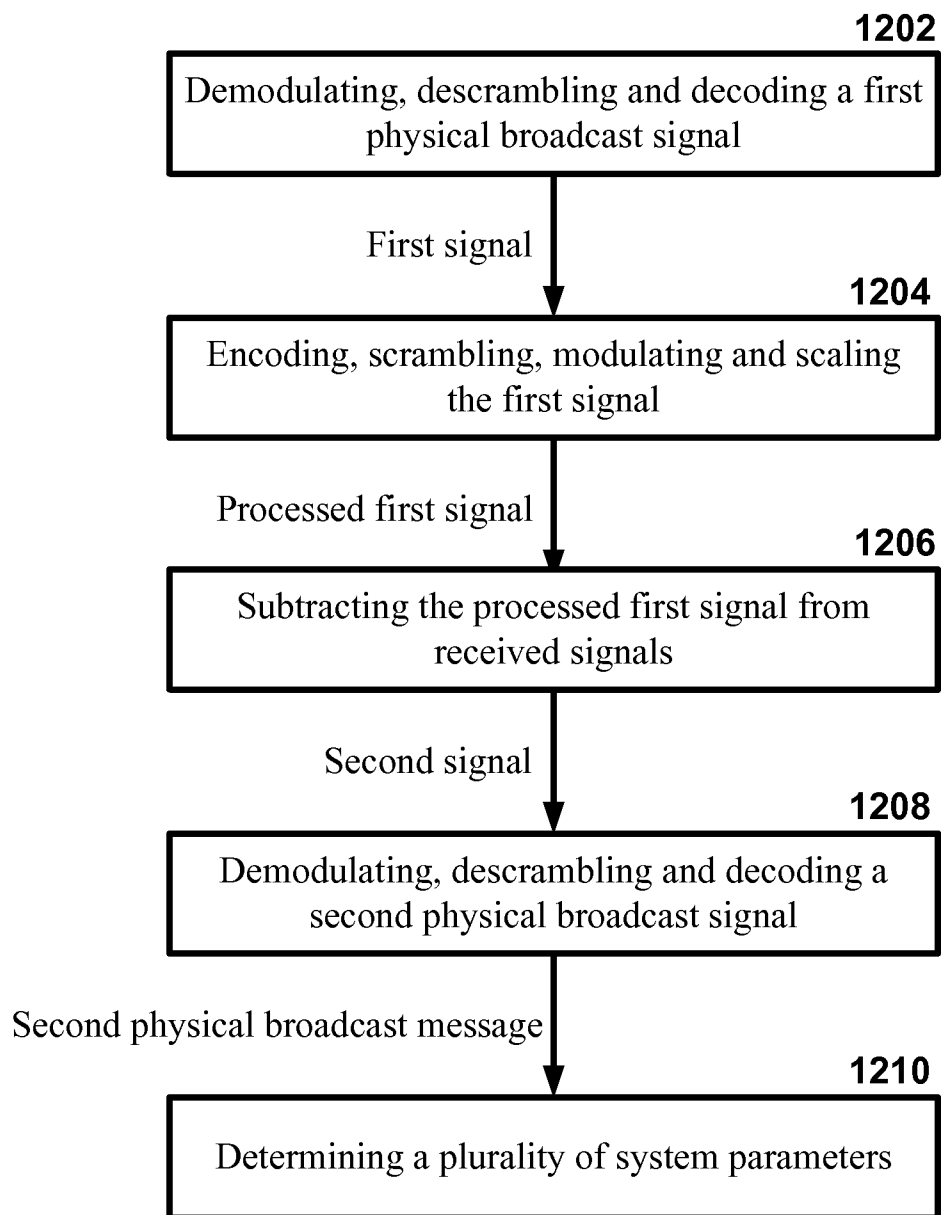 1202
Demodulating, descrambling and decoding a first
physical broadcast signal
First signal
1204
Encoding, scrambling, modulating and scaling
the first signal
Processed first signal
1206
Subtracting the processed first signal from
received signals
Second signal
1208
Demodulating, descrambling and decoding a
second physical broadcast signal
Second physical broadcast message
1210
Determining a plurality of system parameters